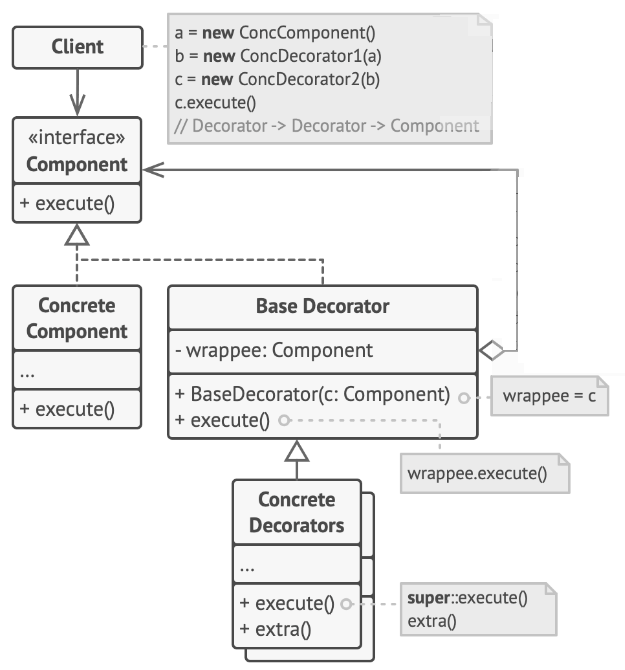 Client
a = new ConcComponent()
b = new ConcDecorator1(a)
c = new ConcDecorator2(b)
c.execute()
// Decorator -> Decorator -> Component
«interface»
Component
+ execute()
Concrete
Component
...
+ execute()
Base Decorator
- wrappee: Component
+ BaseDecorator(c: Component)
+ execute()
wrappee = c
wrappee.execute()
Concrete
Decorators
...
+ execute()
+ extra()
super::execute()
extra()